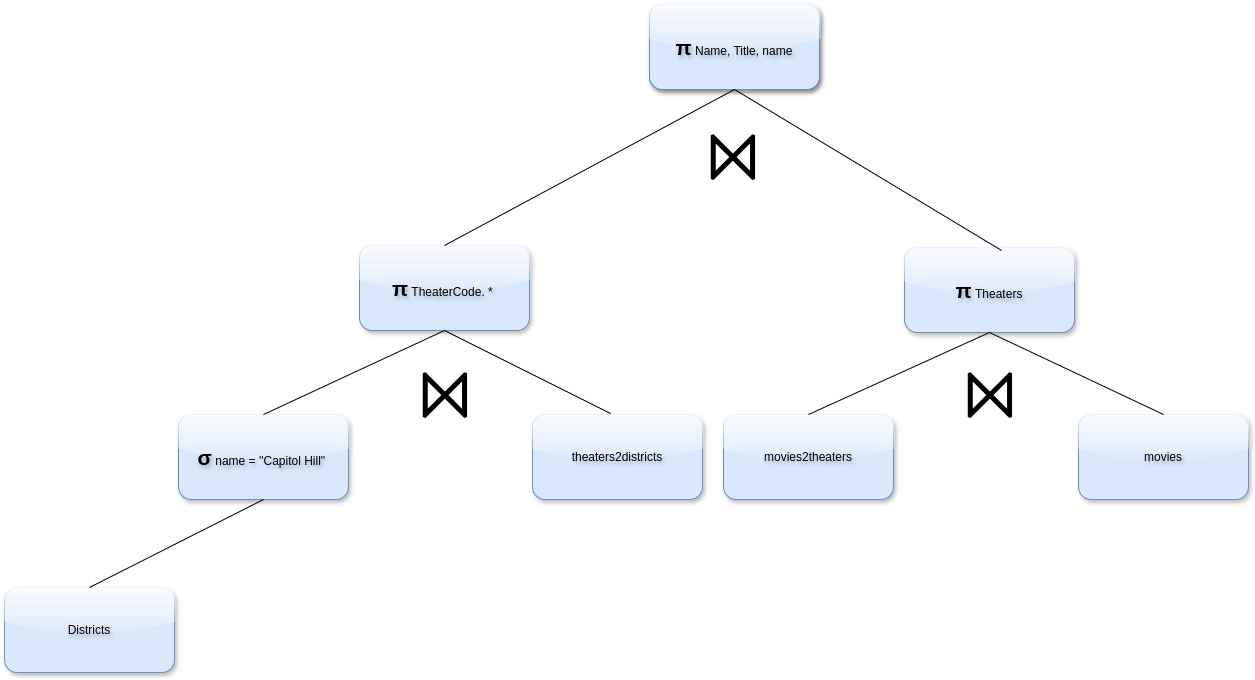 π Name, Title, name
⋈
π TheaterCode. *
π Theaters
⋈
⋈
σ name = "Capitol Hill"
theaters2districts
movies2theaters
movies
Districts